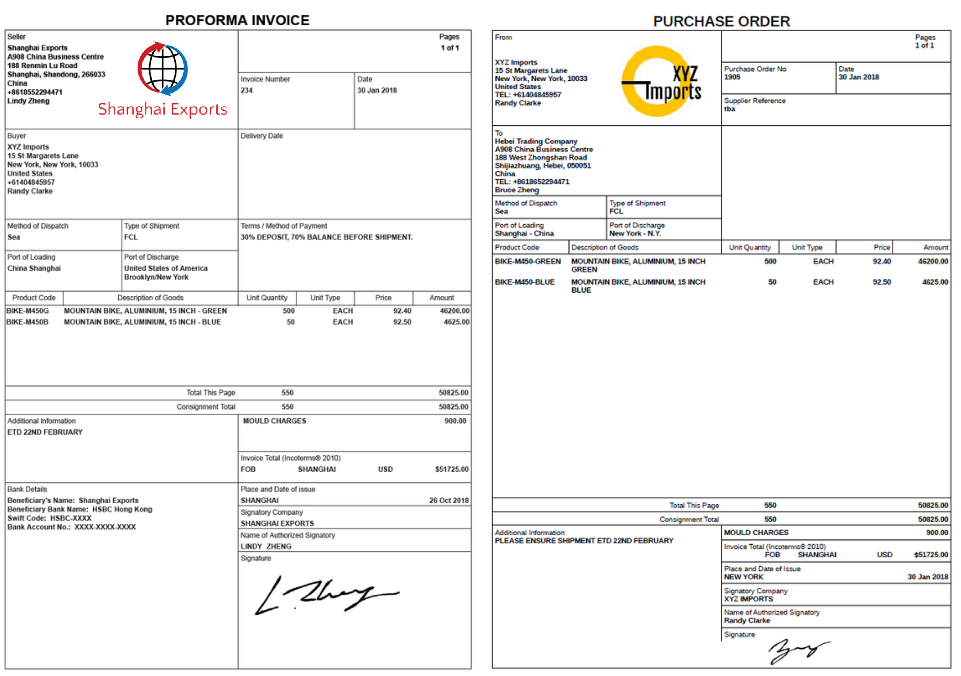 PROFORMA INVOICE
Seller
Pages
Shanghai Exports
1 of 1
A908 China Business Centre
188 Renmin Lu Road
Shanghai, Shandong, 266033
China
+8618552294471
Lindy Zheng
Shanghai Exports
Invoice Number
Date
234
30 Jan 2018
Buyer
Delivery Date
XYZ Imports
15 St Margarets Lane
New York, New York, 10033
United States
+61404845957
Randy Clarke
Method of Dispatch
Type of Shipment
Terms / Method of Payment
Sea
FCL
30% DEPOSIT, 70% BALANCE BEFORE SHIPMENT.
Port of Loading
Port of Discharge
China Shanghai
United States of America
Brooklyn/New York
Product Code Description of Goods Unit Quantity Unit Type Price Amount
BIKE-M450G MOUNTAIN BIKE, ALUMINIUM, 15 INCH - GREEN 500 EACH 92.40 46200.00
BIKE-M450B MOUNTAIN BIKE, ALUMINIUM, 15 INCH - BLUE 50 EACH 92.50 4625.00
Total This Page 550 50825.00
Consignment Total 550 50825.00
Additional Information
MOULD CHARGES 900.00
ETD 22ND FEBRUARY
Invoice Total (Incoterms® 2010)
FOB SHANGHAI USD $51725.00
Bank Details
Beneficiary's Name: Shanghai Exports
Beneficiary Bank Name: HSBC Hong Kong
Swift Code: HSBC-XXXX
Bank Account No.: XXXX-XXXX-XXXX
Place and Date of issue
SHANGHAI 26 Oct 2018
Signatory Company
SHANGHAI EXPORTS
Name of Authorized Signatory
LINDY ZHENG
Signature
L. Zheng
PURCHASE ORDER
From
Pages
1 of 1
XYZ Imports
15 St Margarets Lane
New York, New York, 10033
United States
TEL: +61404845957
Randy Clarke
XYZ
Imports
Purchase Order No
Date
1905
30 Jan 2018
Supplier Reference
tba
To
Hebei Trading Company
A908 China Business Centre
188 West Zhongshan Road
Shijiazhuang, Hebei, 050051
China
TEL: +8618652294471
Bruce Zheng
Method of Dispatch
Type of Shipment
Sea
FCL
Port of Loading
Port of Discharge
Shanghai - China
New York - N.Y.
Product Code Description of Goods Unit Quantity Unit Type Price Amount
BIKE-M450-GREEN MOUNTAIN BIKE, ALUMINIUM, 15 INCH 500 EACH 92.40 46200.00
GREEN
BIKE-M450-BLUE MOUNTAIN BIKE, ALUMINIUM, 15 INCH 50 EACH 92.50 4625.00
BLUE
Total This Page 550 50825.00
Consignment Total 550 50825.00
Additional Information
PLEASE ENSURE SHIPMENT ETD 22ND FEBRUARY
MOULD CHARGES 900.00
Invoice Total (Incoterms® 2010)
FOB SHANGHAI USD $51725.00
Place and Date of Issue
NEW YORK 30 Jan 2018
Signatory Company
XYZ IMPORTS
Name of Authorized Signatory
Randy Clarke
Signature